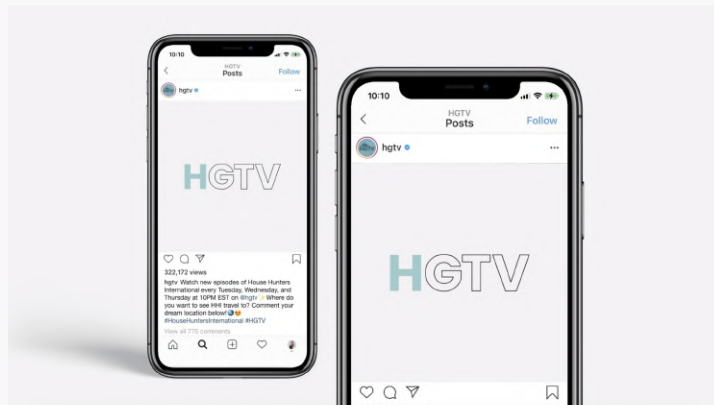 10:10
HGTV
Posts
Follow
hgtv
HGTV
322,172 views
hgtv Watch new episodes of House Hunters
International every Tuesday, Wednesday, and
Thursday at 10PM EST on @hgtv✨Where do
you want to see HHI travel to? Comment your
dream location below!🌎😍
#HouseHuntersInternational #HGTV
View all 775 comments
10:10
HGTV
Posts
Follow
hgtv
HGTV